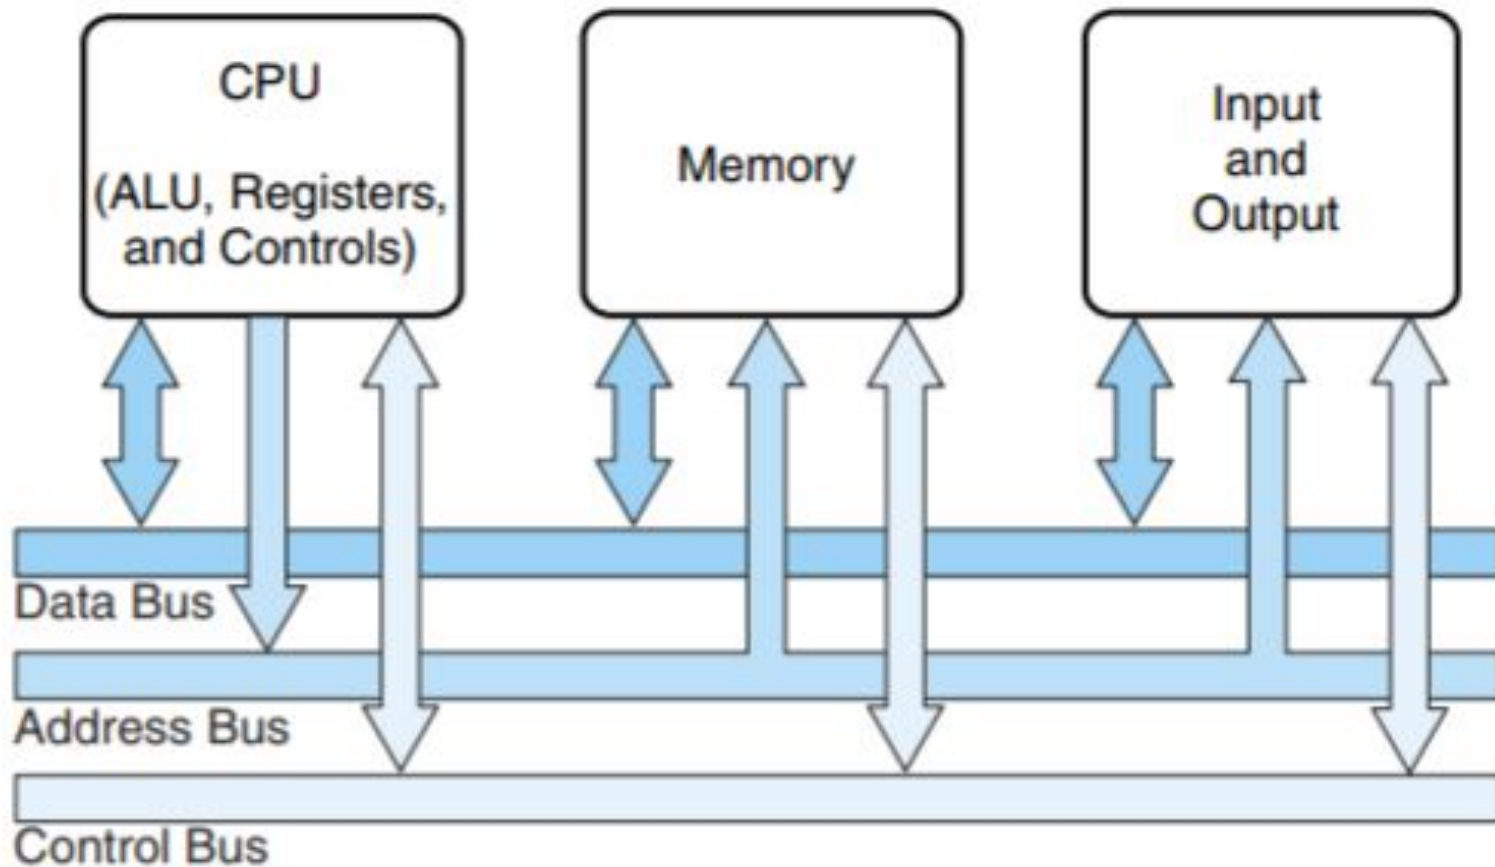 CPU
(ALU, Registers,
and Controls)
Memory
Input
and
Output
Data Bus
Address Bus
Control Bus